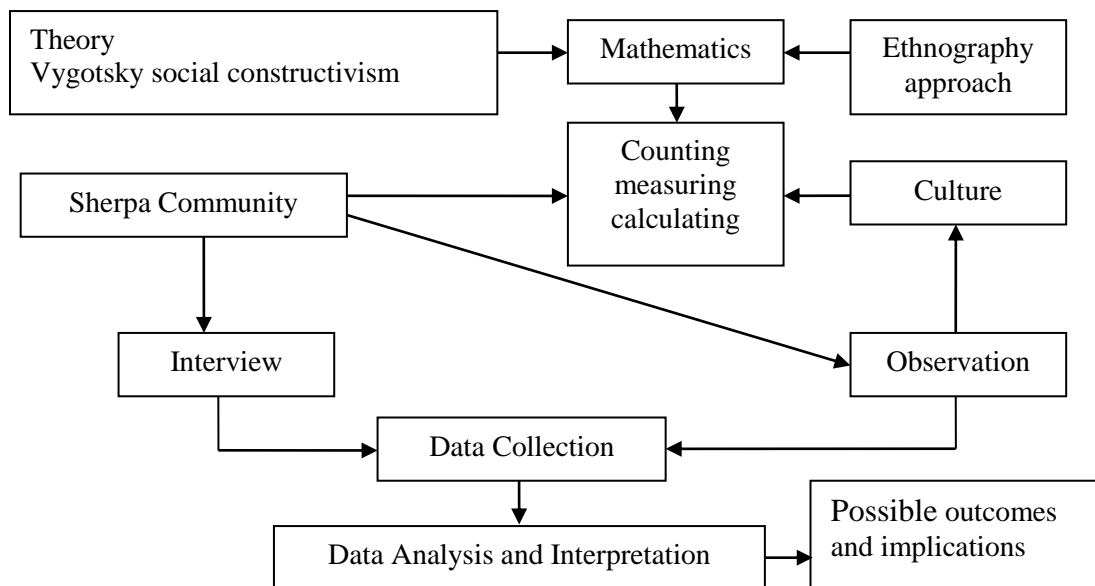 Theory
Vygotsky social constructivism
Mathematics
Ethnography
approach
Counting
measuring
calculating
Sherpa Community
Culture
Interview
Observation
Data Collection
Data Analysis and Interpretation
Possible outcomes
and implications